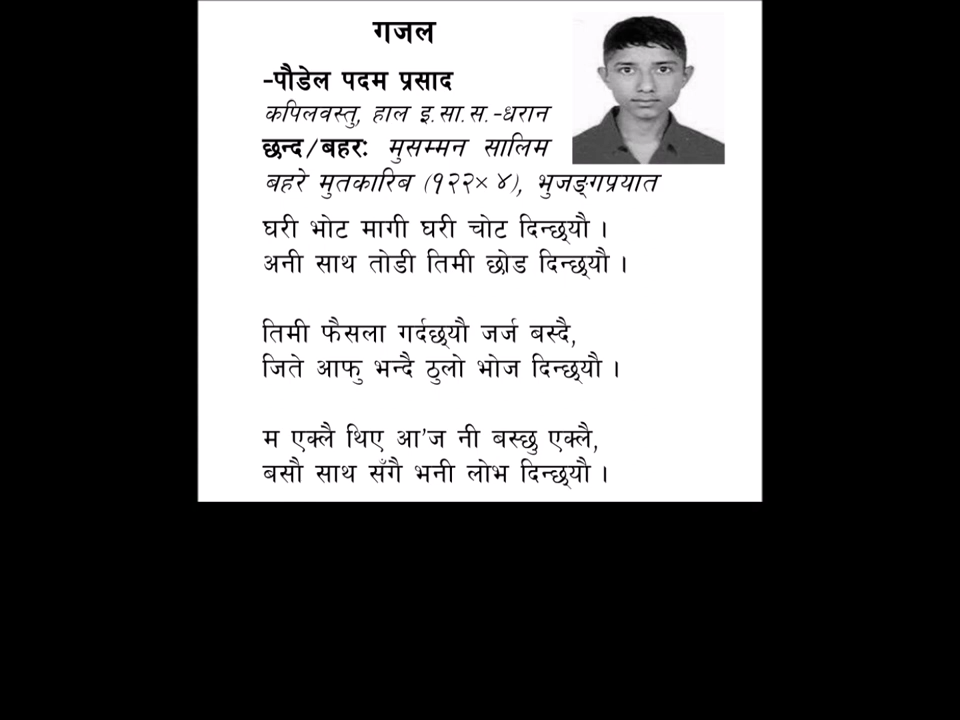 गजल
-पौडेल पदम प्रसाद
कपिलवस्तु, हाल इ.सा.स.-धरान
छन्द/बहरः मुसम्मन सालिम
बहरे मुतकारिब (१२२×४), भुजङ्गप्रयात
घरी भोट मागी घरी चोट दिन्छ्यौ ।
अनी साथ तोडी तिमी छोड दिन्छ्यौ ।
तिमी फैसला गर्दछ्यौ जर्ज बस्दै,
जिते आफु भन्दै ठुलो भोज दिन्छ्यौ ।
म एक्लै थिए आ'ज नी बस्छु एक्लै,
बसौ साथ सँगै भनी लोभ दिन्छ्यौ ।